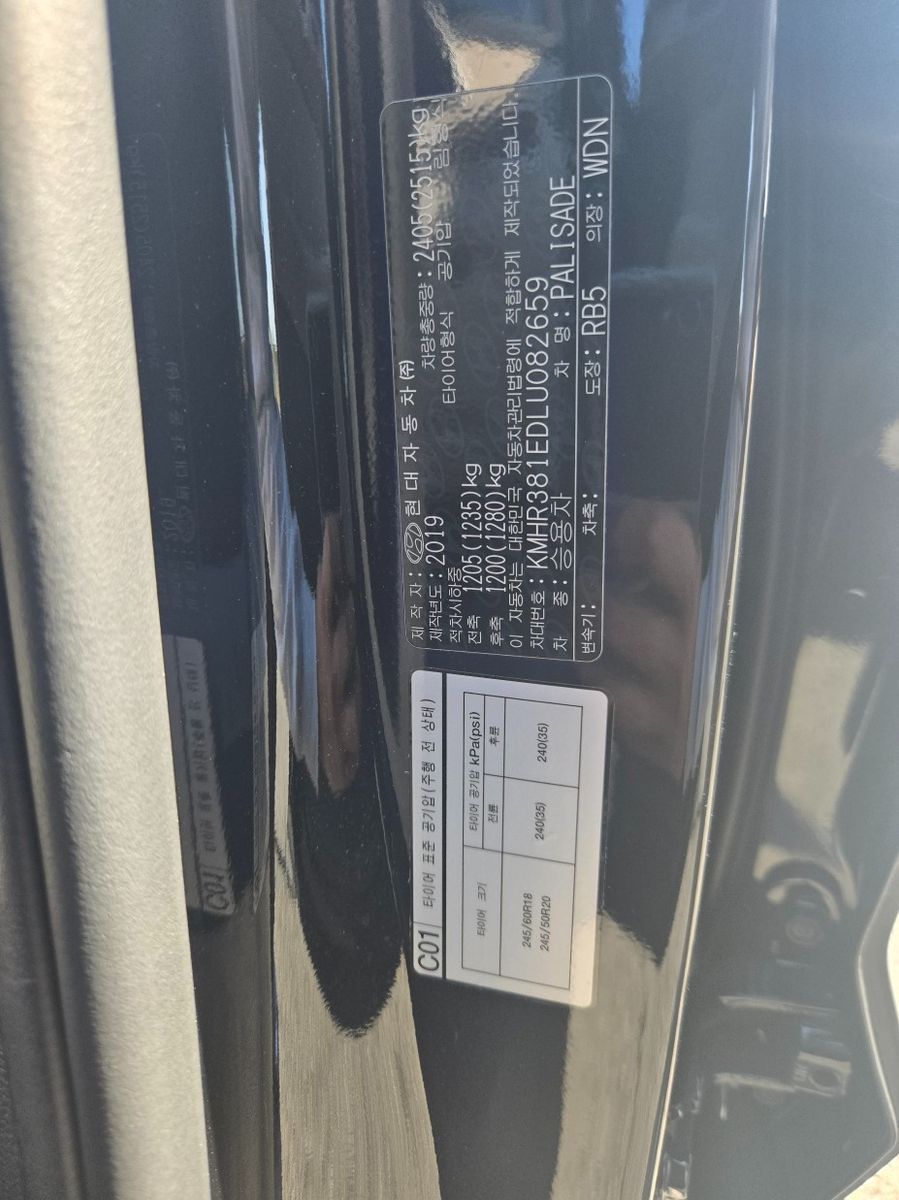 제 작 자: 현 대 자 동 차 (주)
제작년도: 2019 차량총중량: 2405(2515)kg
적차시하중 타이어형식 공기압 림형식
전축 1205(1235)kg
후축 1200(1280)kg
이 자동차는 대한민국 자동차관리법령에 적합하게 제작되었습니다.
차대번호: KMHR381EDLU082659
차 종: 승용차 차 명: PALISADE
변속기: 차축: 도장: RB5 의장: WDN
C01 타이어 표준 공기압(주행 전 상태)
타이어 크기 타이어 공기압 kPa(psi)
전륜 후륜
245/60R18
245/50R20 240(35) 240(35)